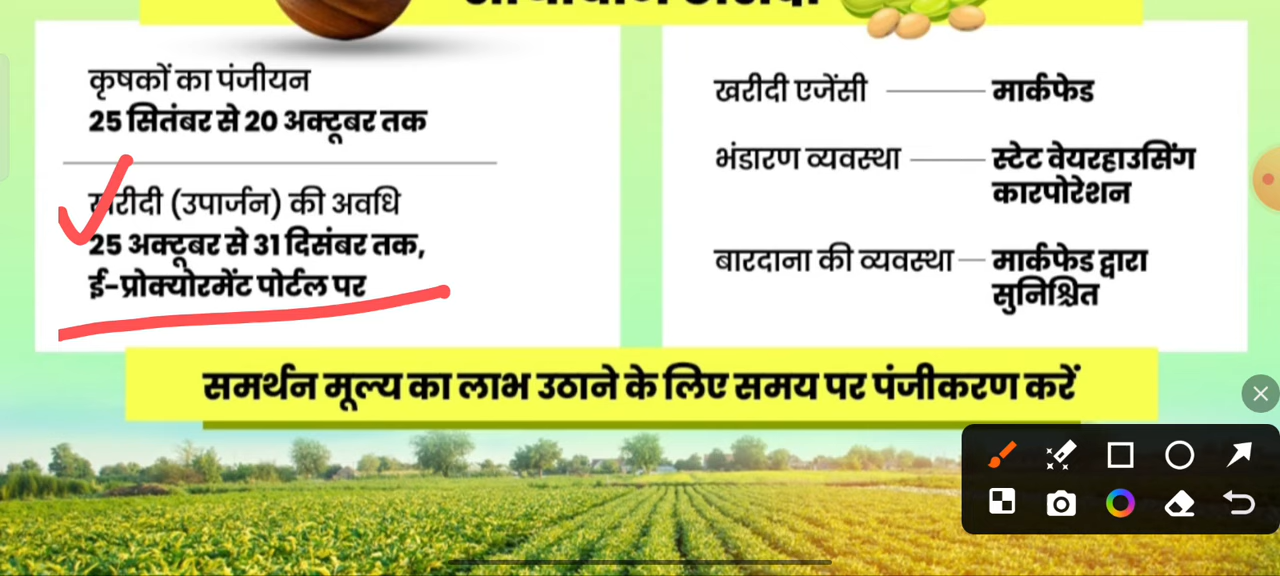 कृषकों का पंजीयन
25 सितंबर से 20 अक्टूबर तक
खरीदी (उपार्जन) की अवधि
25 अक्टूबर से 31 दिसंबर तक,
ई-प्रोक्योरमेंट पोर्टल पर
खरीदी एजेंसी मार्कफेड
भंडारण व्यवस्था स्टेट वेयरहाउसिंग
कारपोरेशन
बारदाना की व्यवस्था मार्कफेड द्वारा
सुनिश्चित
समर्थन मूल्य का लाभ उठाने के लिए समय पर पंजीकरण करें